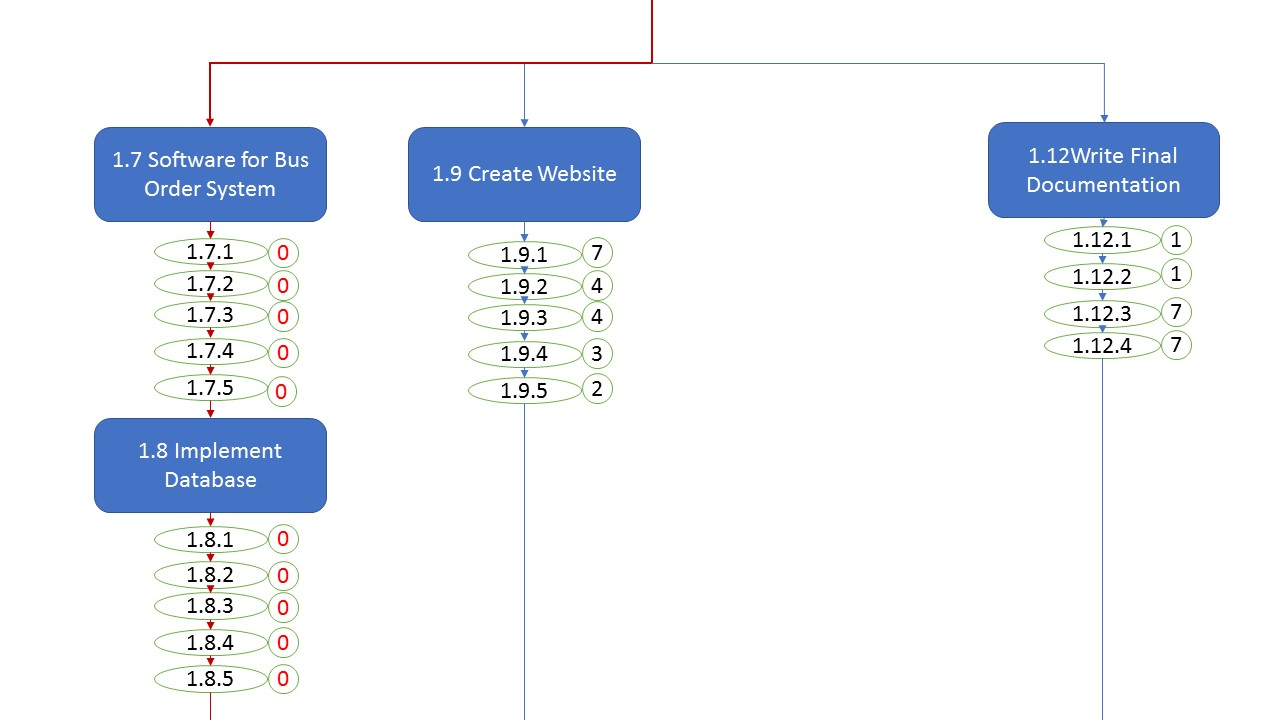 1.7 Software for Bus
Order System
1.7.1 0
1.7.2 0
1.7.3 0
1.7.4 0
1.7.5 0
1.8 Implement
Database
1.8.1 0
1.8.2 0
1.8.3 0
1.8.4 0
1.8.5 0
1.9 Create Website
1.9.1 7
1.9.2 4
1.9.3 4
1.9.4 3
1.9.5 2
1.12Write Final
Documentation
1.12.1 1
1.12.2 1
1.12.3 7
1.12.4 7